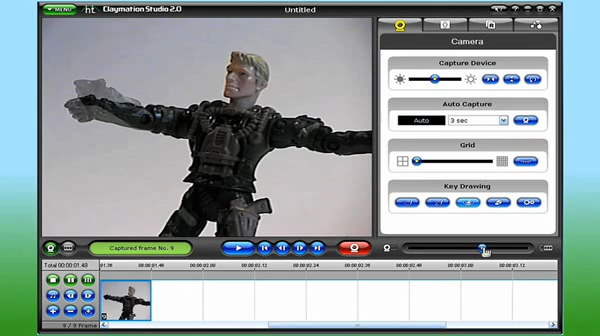 MENU ht Claymation Studio 2.0 Untitled
Camera
Capture Device
Auto Capture
Auto 3 sec
Grid
Key Drawing
Captured frame No. 9
Total 00:00:01.48 01.36 00:00:01.48 00:00:02.00 00:00:02.12 00:00:02.24 00:00:02.36 00:00:02.48 00:00:03.00 00:00:03.12
9
9 / 9 Frame